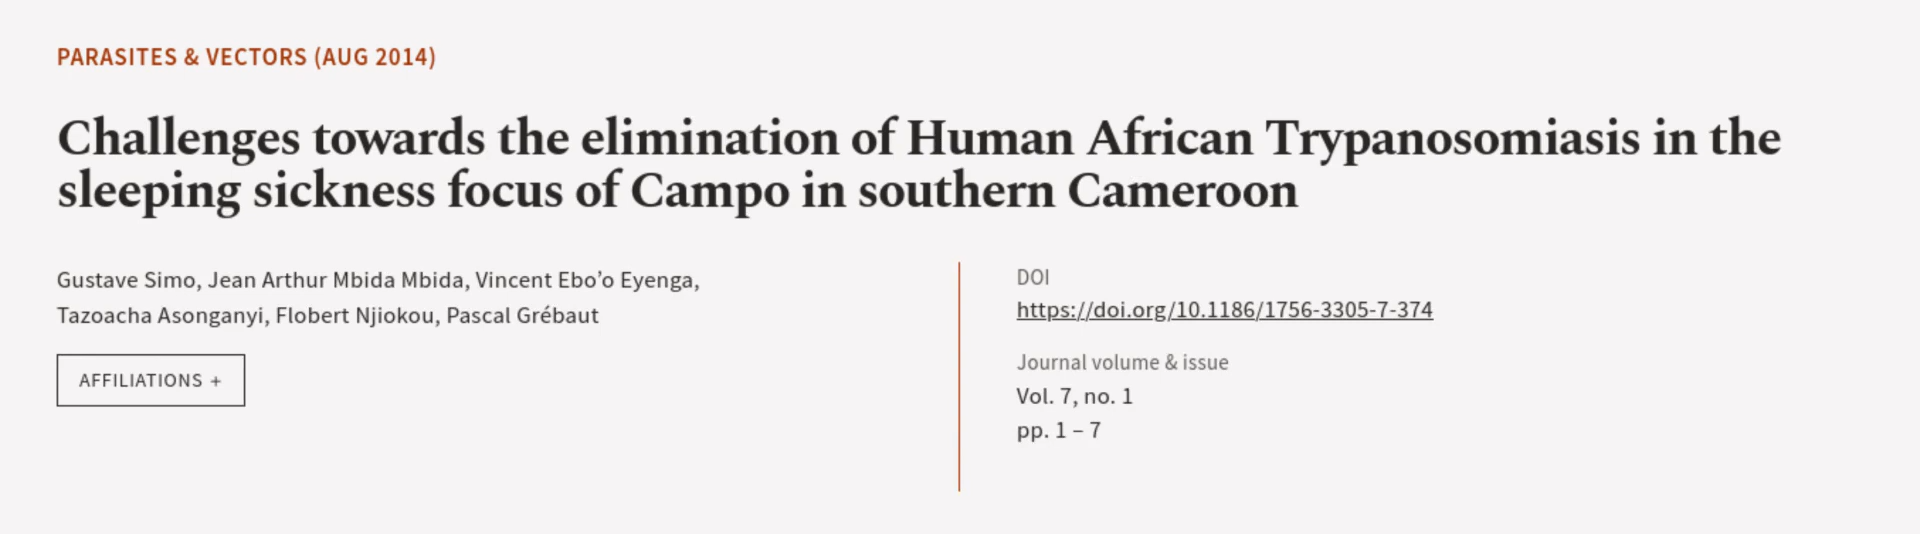 PARASITES & VECTORS (AUG 2014)
Challenges towards the elimination of Human African Trypanosomiasis in the
sleeping sickness focus of Campo in southern Cameroon
Gustave Simo, Jean Arthur Mbida Mbida, Vincent Ebo’o Eyenga,
Tazoacha Asonganyi, Flobert Njiokou, Pascal Grébaut
AFFILIATIONS +
DOI
https://doi.org/10.1186/1756-3305-7-374
Journal volume & issue
Vol. 7, no. 1
pp. 1 – 7